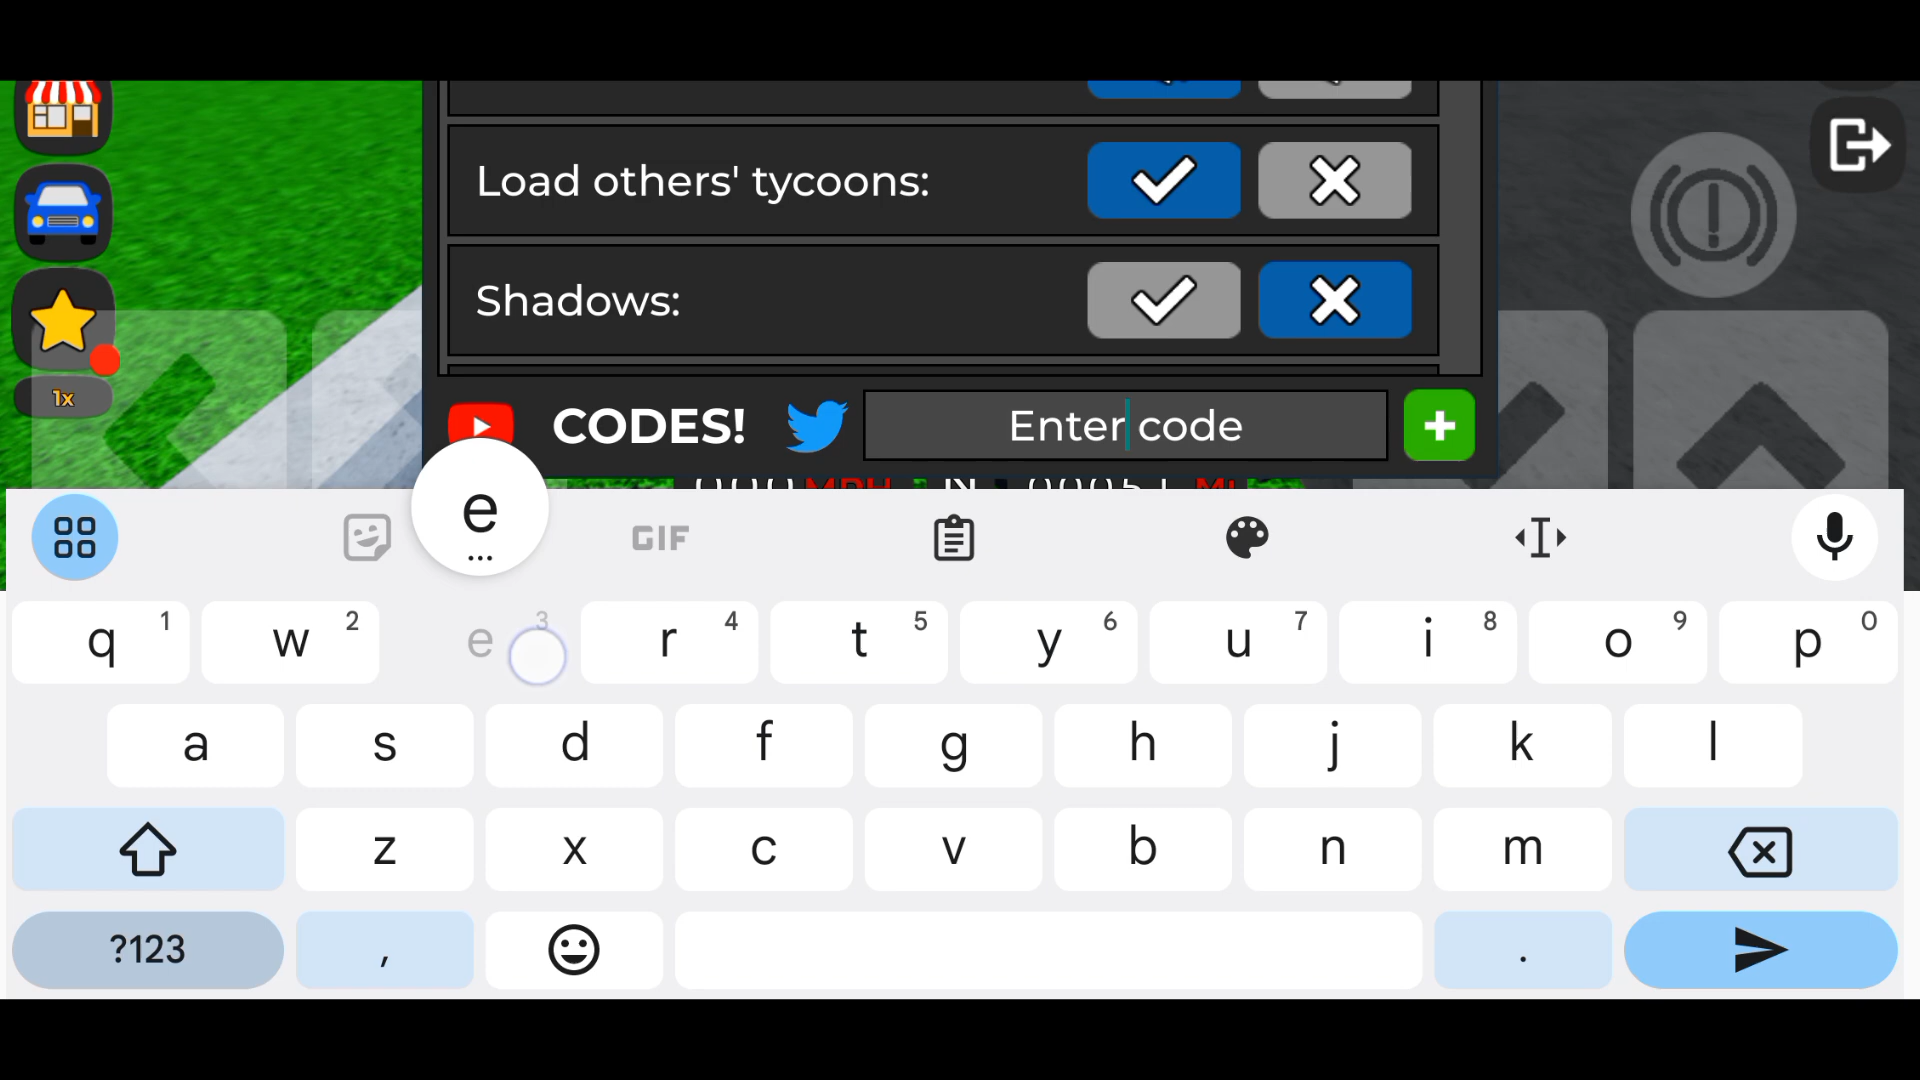 Load others' tycoons:
Shadows:
1x
CODES! Enter code
e
...
GIF
q 1 w 2 e 3 r 4 t 5 y 6 u 7 i 8 o 9 p 0
a s d f g h j k l
z x c v b n m
?123 , .